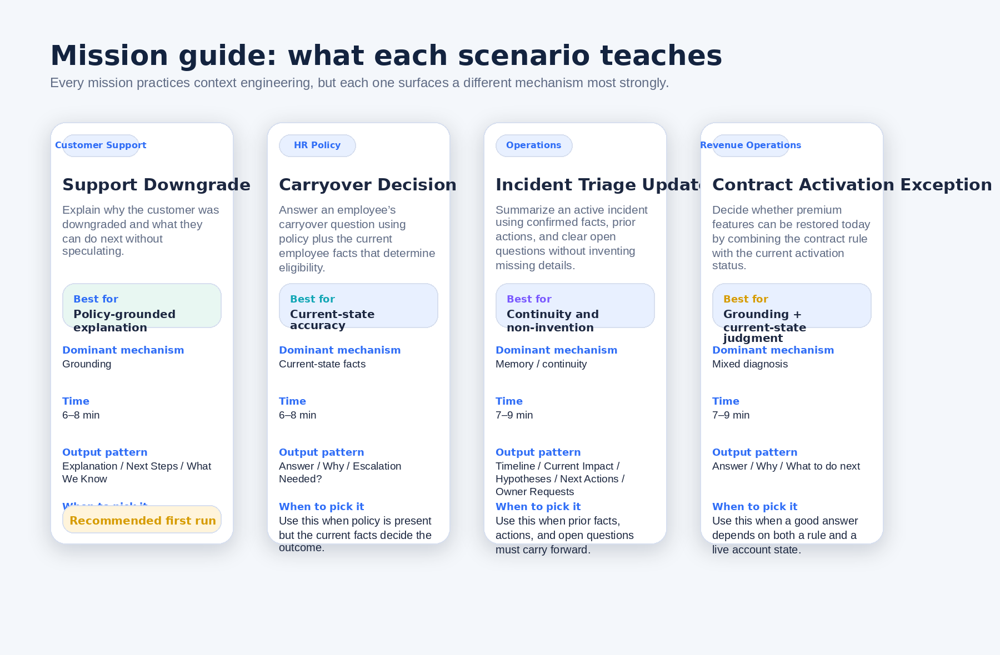 Mission guide: what each scenario teaches
Every mission practices context engineering, but each one surfaces a different mechanism most strongly.
Customer Support
Support Downgrade
Explain why the customer was
downgraded and what they
can do next without
speculating.
Best for
Policy-grounded
explanation
Dominant mechanism
Grounding
Time
6–8 min
Output pattern
Explanation / Next Steps / What
We Know
When to pick it
Recommended first run
HR Policy
Carryover Decision
Answer an employee’s
carryover question using
policy plus the current
employee facts that determine
eligibility.
Best for
Current-state
accuracy
Dominant mechanism
Current-state facts
Time
6–8 min
Output pattern
Answer / Why / Escalation
Needed?
When to pick it
Use this when policy is present
but the current facts decide the
outcome.
Operations
Incident Triage Update
Summarize an active incident
using confirmed facts, prior
actions, and clear open
questions without inventing
missing details.
Best for
Continuity and
non-invention
Dominant mechanism
Memory / continuity
Time
7–9 min
Output pattern
Timeline / Current Impact /
Hypotheses / Next Actions /
Owner Requests
When to pick it
Use this when prior facts,
actions, and open questions
must carry forward.
Revenue Operations
Contract Activation Exception
Decide whether premium
features can be restored today
by combining the contract rule
with the current activation
status.
Best for
Grounding +
current-state
judgment
Dominant mechanism
Mixed diagnosis
Time
7–9 min
Output pattern
Answer / Why / What to do next
When to pick it
Use this when a good answer
depends on both a rule and a
live account state.